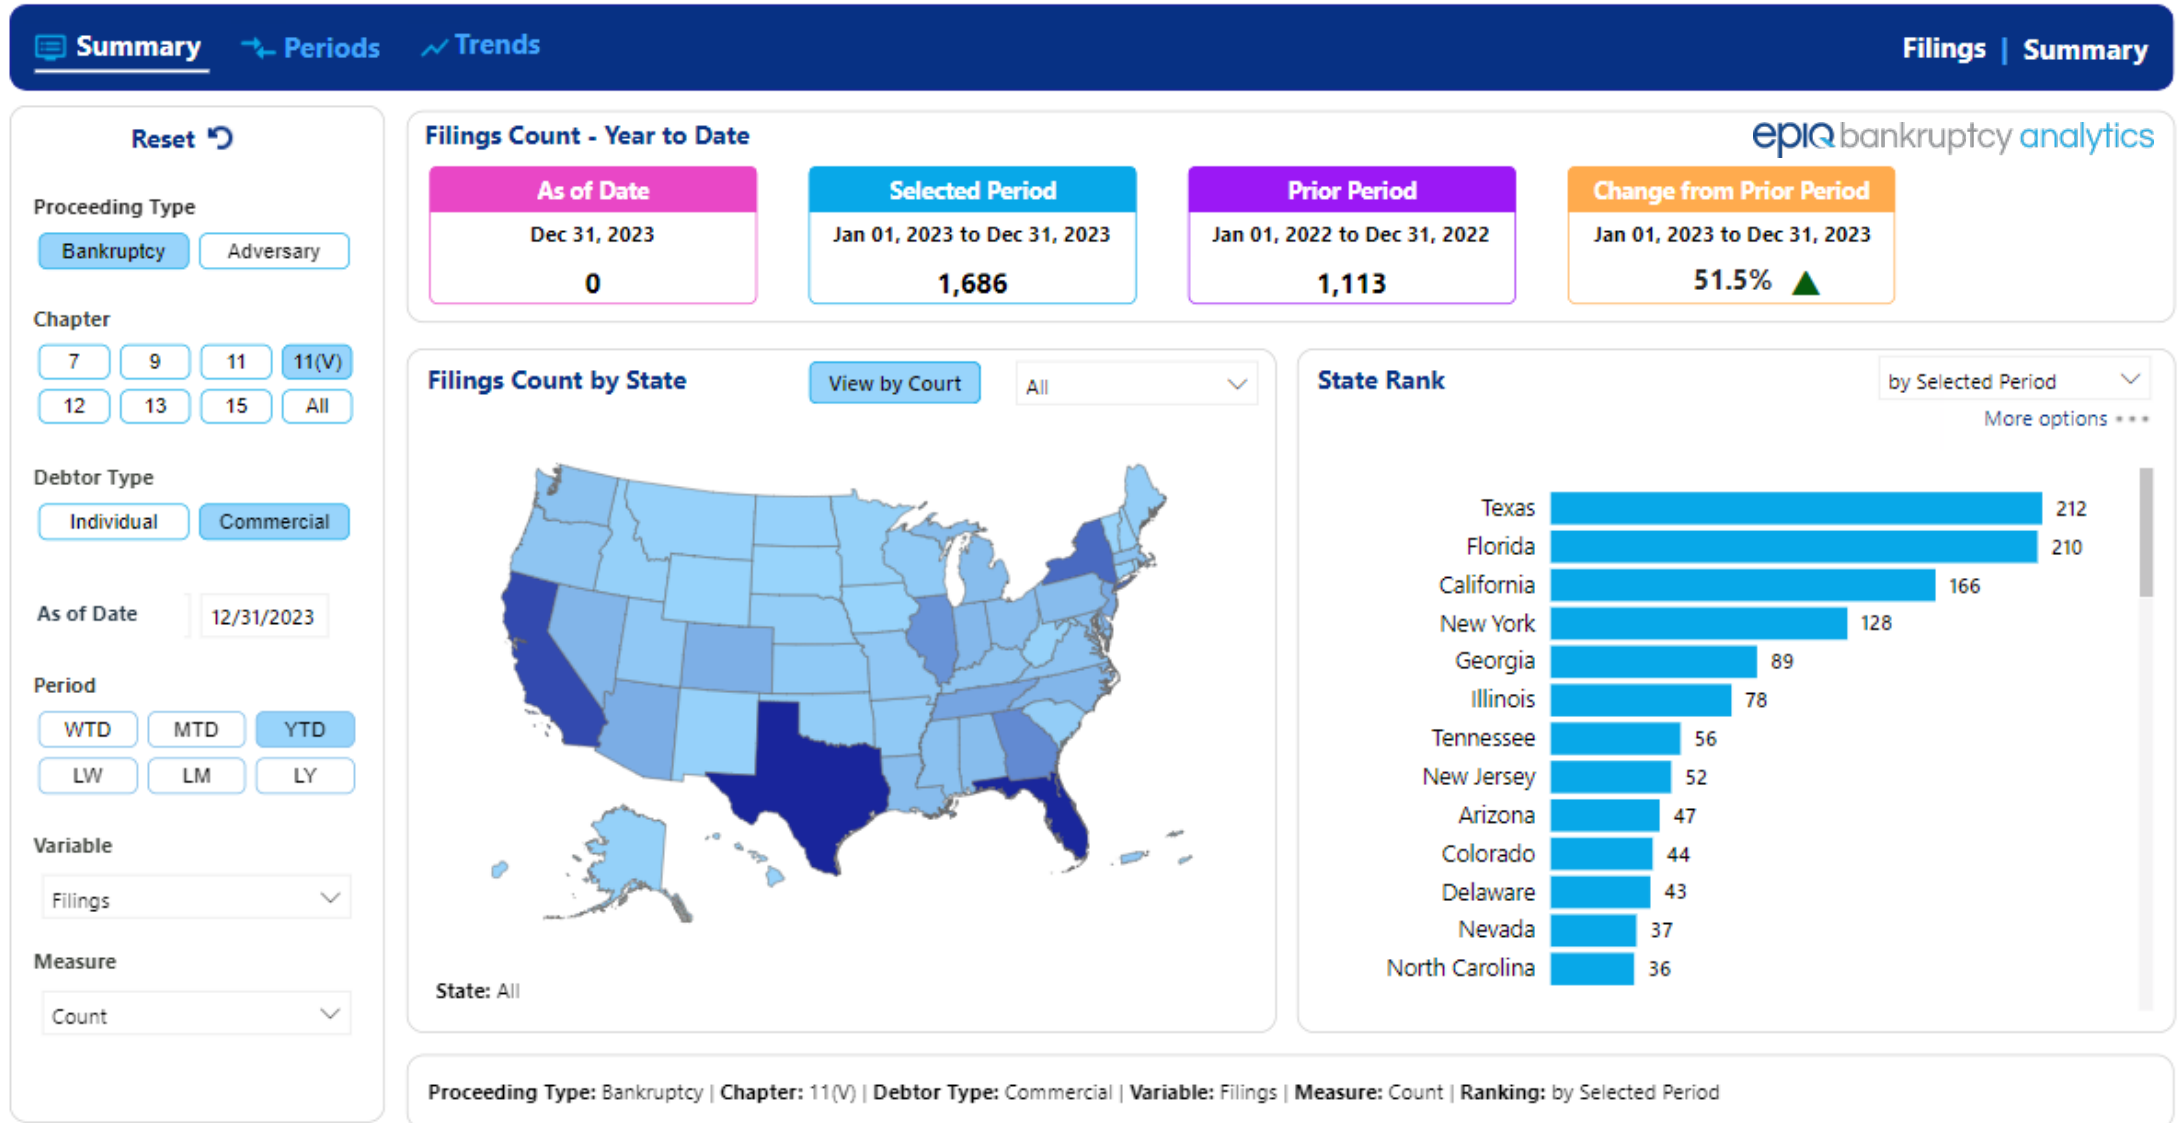 Summary Periods Trends Filings | Summary
Reset
Proceeding Type
Bankruptcy Adversary
Chapter
7 9 11 11(V)
12 13 15 All
Debtor Type
Individual Commercial
As of Date 12/31/2023
Period
WTD MTD YTD
LW LM LY
Variable
Filings
Measure
Count
Filings Count - Year to Date
epiq bankruptcy analytics
As of Date
Dec 31, 2023
0
Selected Period
Jan 01, 2023 to Dec 31, 2023
1,686
Prior Period
Jan 01, 2022 to Dec 31, 2022
1,113
Change from Prior Period
Jan 01, 2023 to Dec 31, 2023
51.5%
Filings Count by State View by Court All
State: All
State Rank by Selected Period
More options
Texas 212
Florida 210
California 166
New York 128
Georgia 89
Illinois 78
Tennessee 56
New Jersey 52
Arizona 47
Colorado 44
Delaware 43
Nevada 37
North Carolina 36
Proceeding Type: Bankruptcy | Chapter: 11(V) | Debtor Type: Commercial | Variable: Filings | Measure: Count | Ranking: by Selected Period